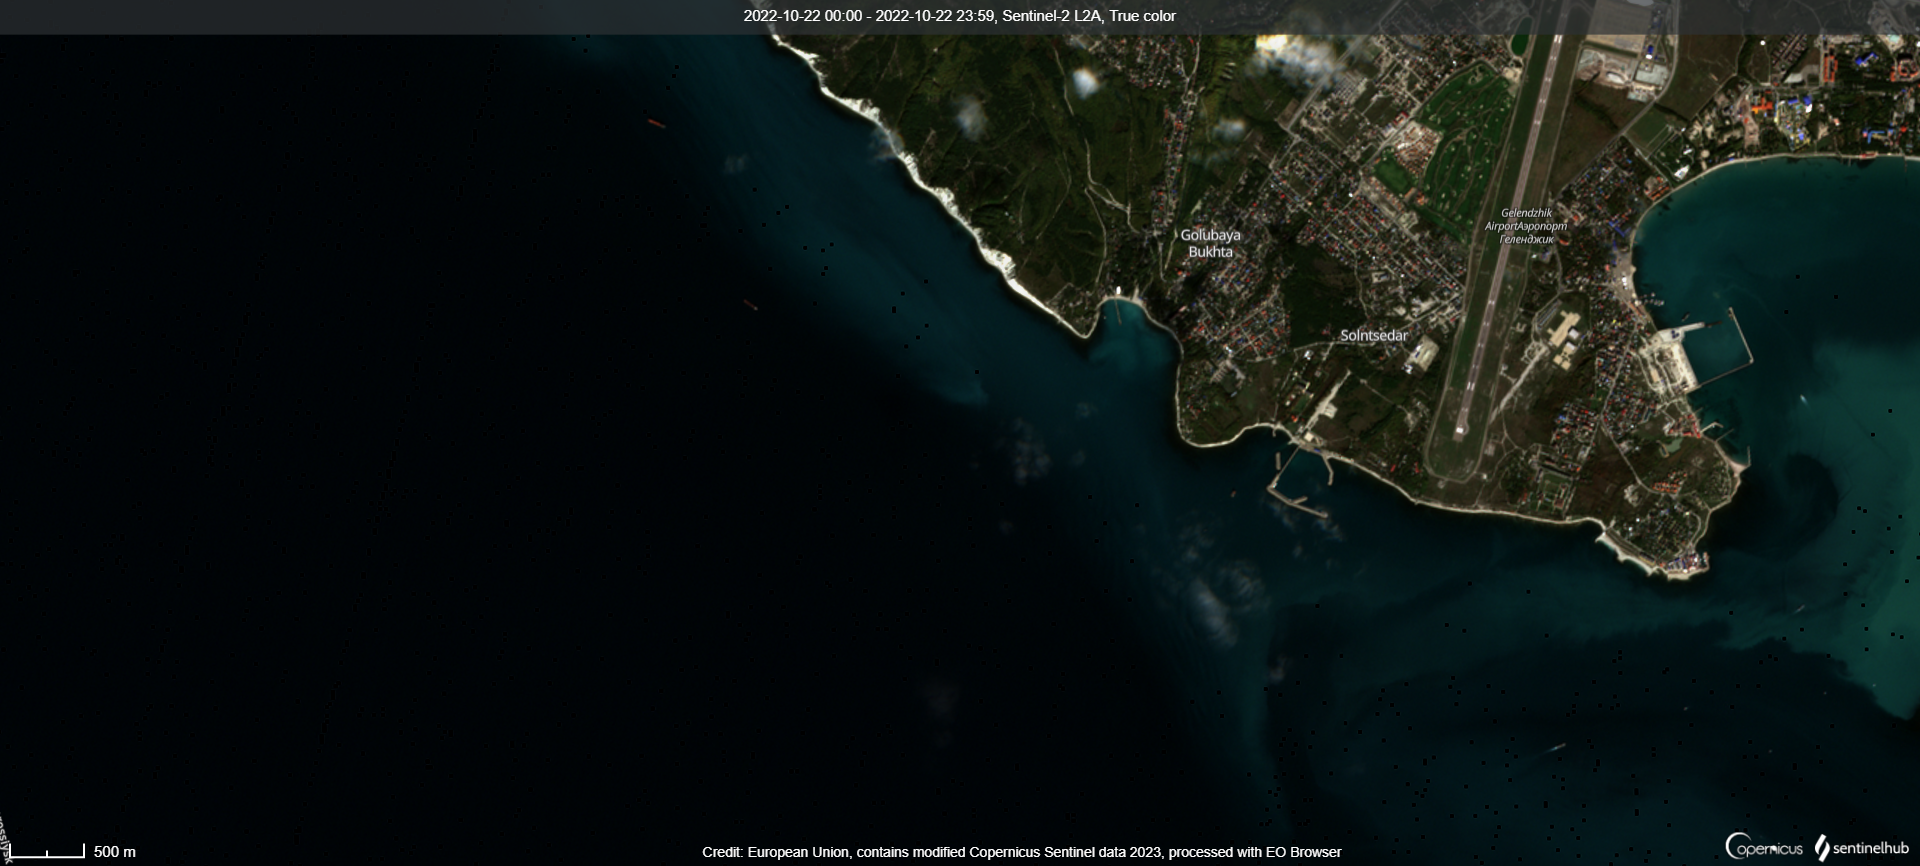 2022-10-22 00:00 - 2022-10-22 23:59, Sentinel-2 L2A, True color
Gelendzhik
AirportАэропорт
Геленджик
Golubaya
Bukhta
Solntsedar
500 m
Credit: European Union, contains modified Copernicus Sentinel data 2023, processed with EO Browser
Copernicus
sentinelhub